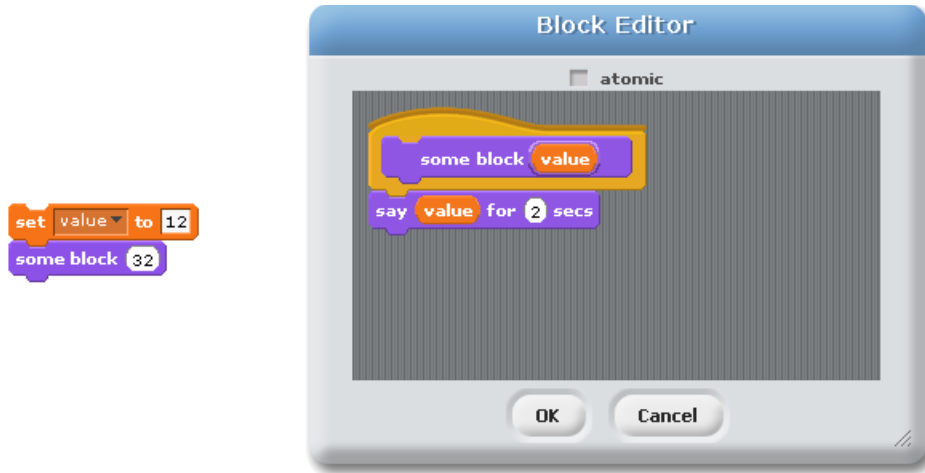 Block Editor
atomic
some block value
say value for 2 secs
set value to 12
some block 32
OK
Cancel